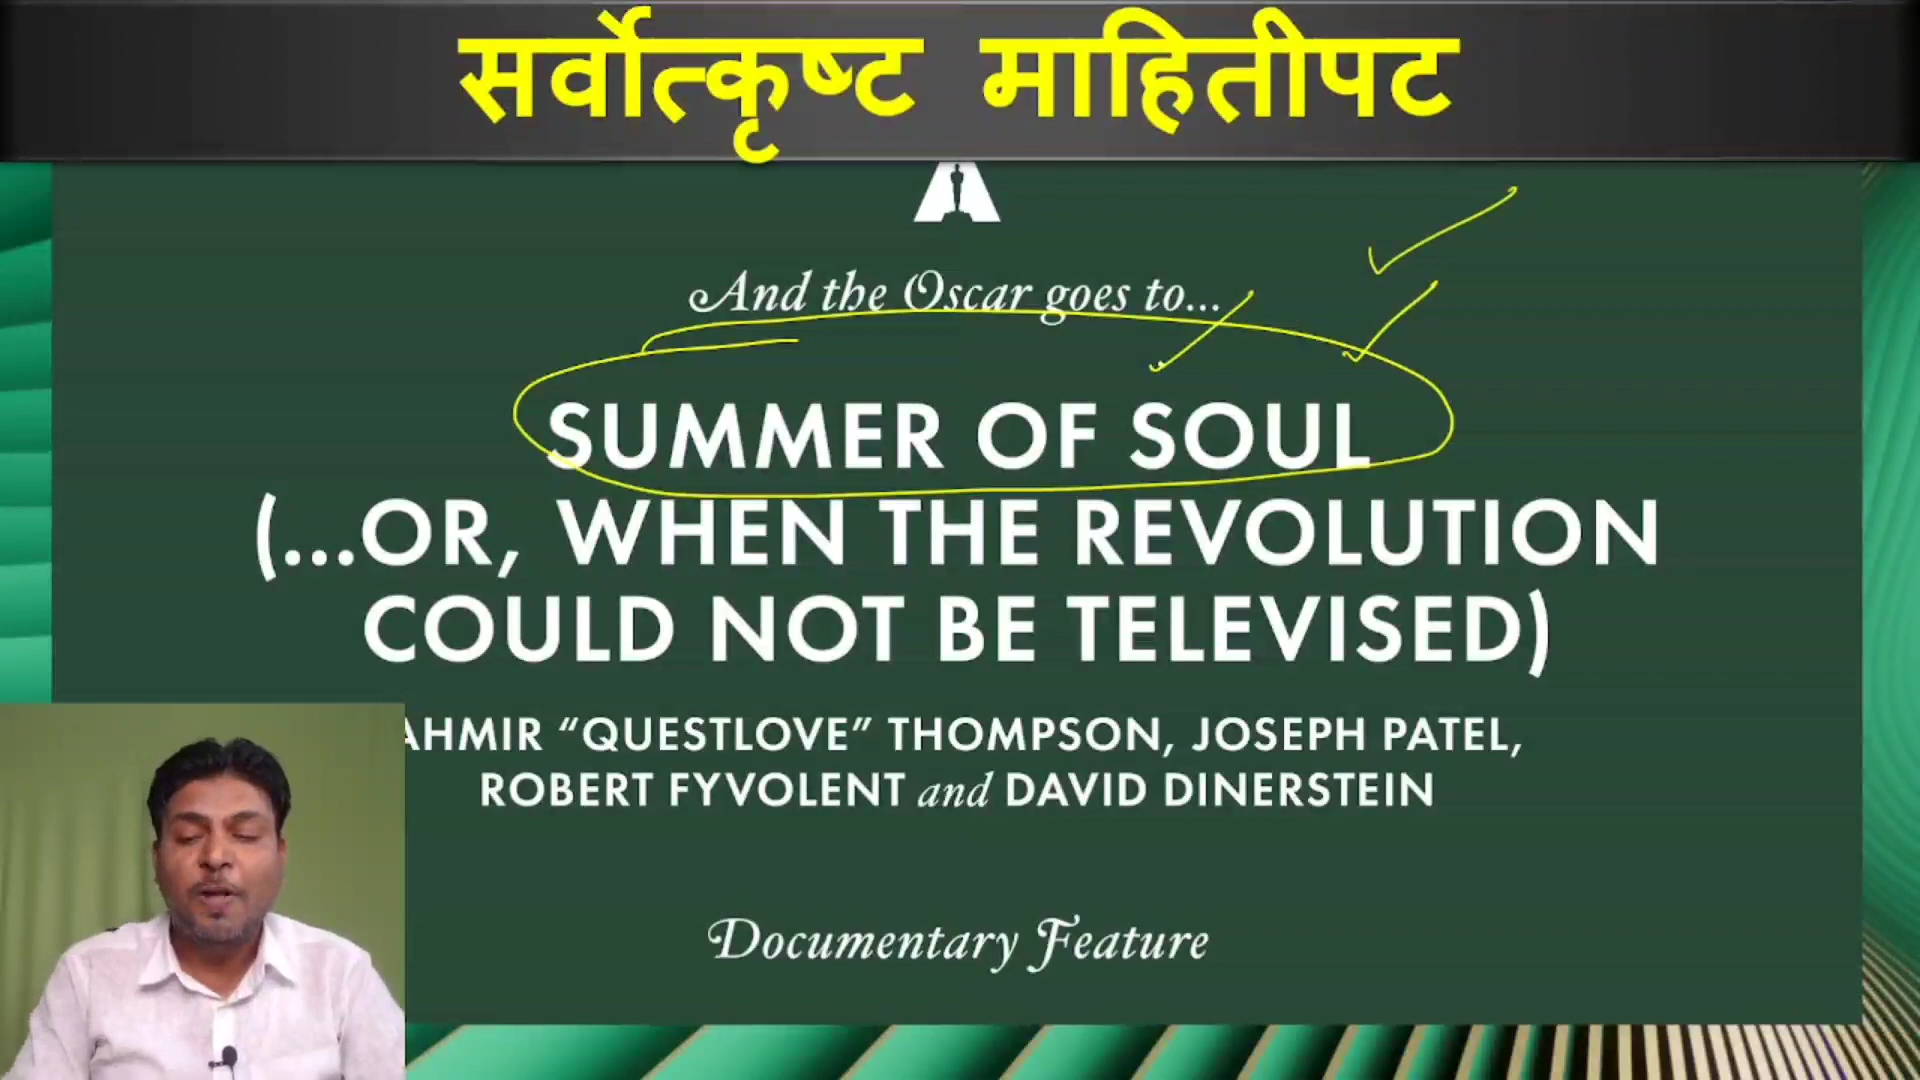 सर्वोत्कृष्ट माहितीपट
And the Oscar goes to...
SUMMER OF SOUL
(...OR, WHEN THE REVOLUTION
COULD NOT BE TELEVISED)
AHMIR “QUESTLOVE” THOMPSON, JOSEPH PATEL,
ROBERT FYVOLENT and DAVID DINERSTEIN
Documentary Feature